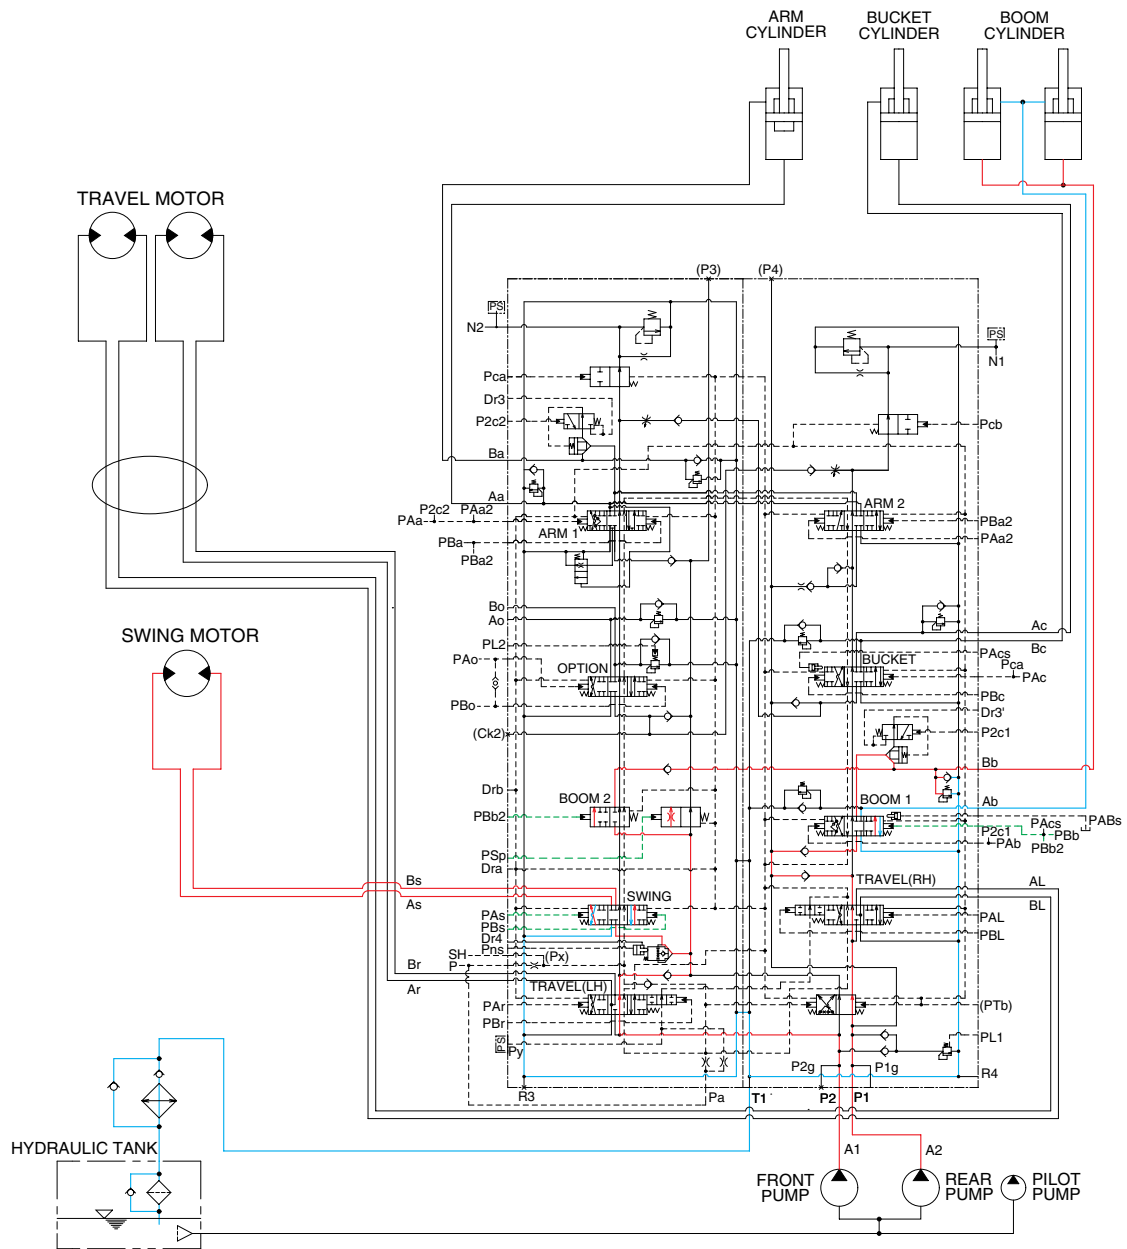 ARM
CYLINDER
BUCKET
CYLINDER
BOOM
CYLINDER
TRAVEL MOTOR
(P3)
(P4)
PS
N2
PS
N1
Pca
Dr3
P2c2
Pcb
Ba
Aa
P2c2
PAa2
PAa
ARM 1
ARM 2
PBa2
PBa
PBa2
PAa2
Bo
Ao
PL2
PAo
OPTION
PBo
(Ck2)
Ac
Bc
PAcs
Pca
BUCKET
PAc
PBc
Dr3'
P2c1
SWING MOTOR
Bb
Drb
BOOM 2
PBb2
PSp
Dra
Ab
BOOM 1
P2c1
PAcs
PABs
PBb
PAb
PBb2
TRAVEL(RH)
AL
BL
PAL
PBL
Bs
As
SWING
PAs
PBs
Dr4
Pns
SH
P
(Px)
Br
Ar
TRAVEL(LH)
PAr
PBr
PS
Py
(PTb)
PL1
P2g
P1g
R4
R3
Pa
T1
P2
P1
HYDRAULIC TANK
A1
A2
FRONT
PUMP
REAR
PUMP
PILOT
PUMP